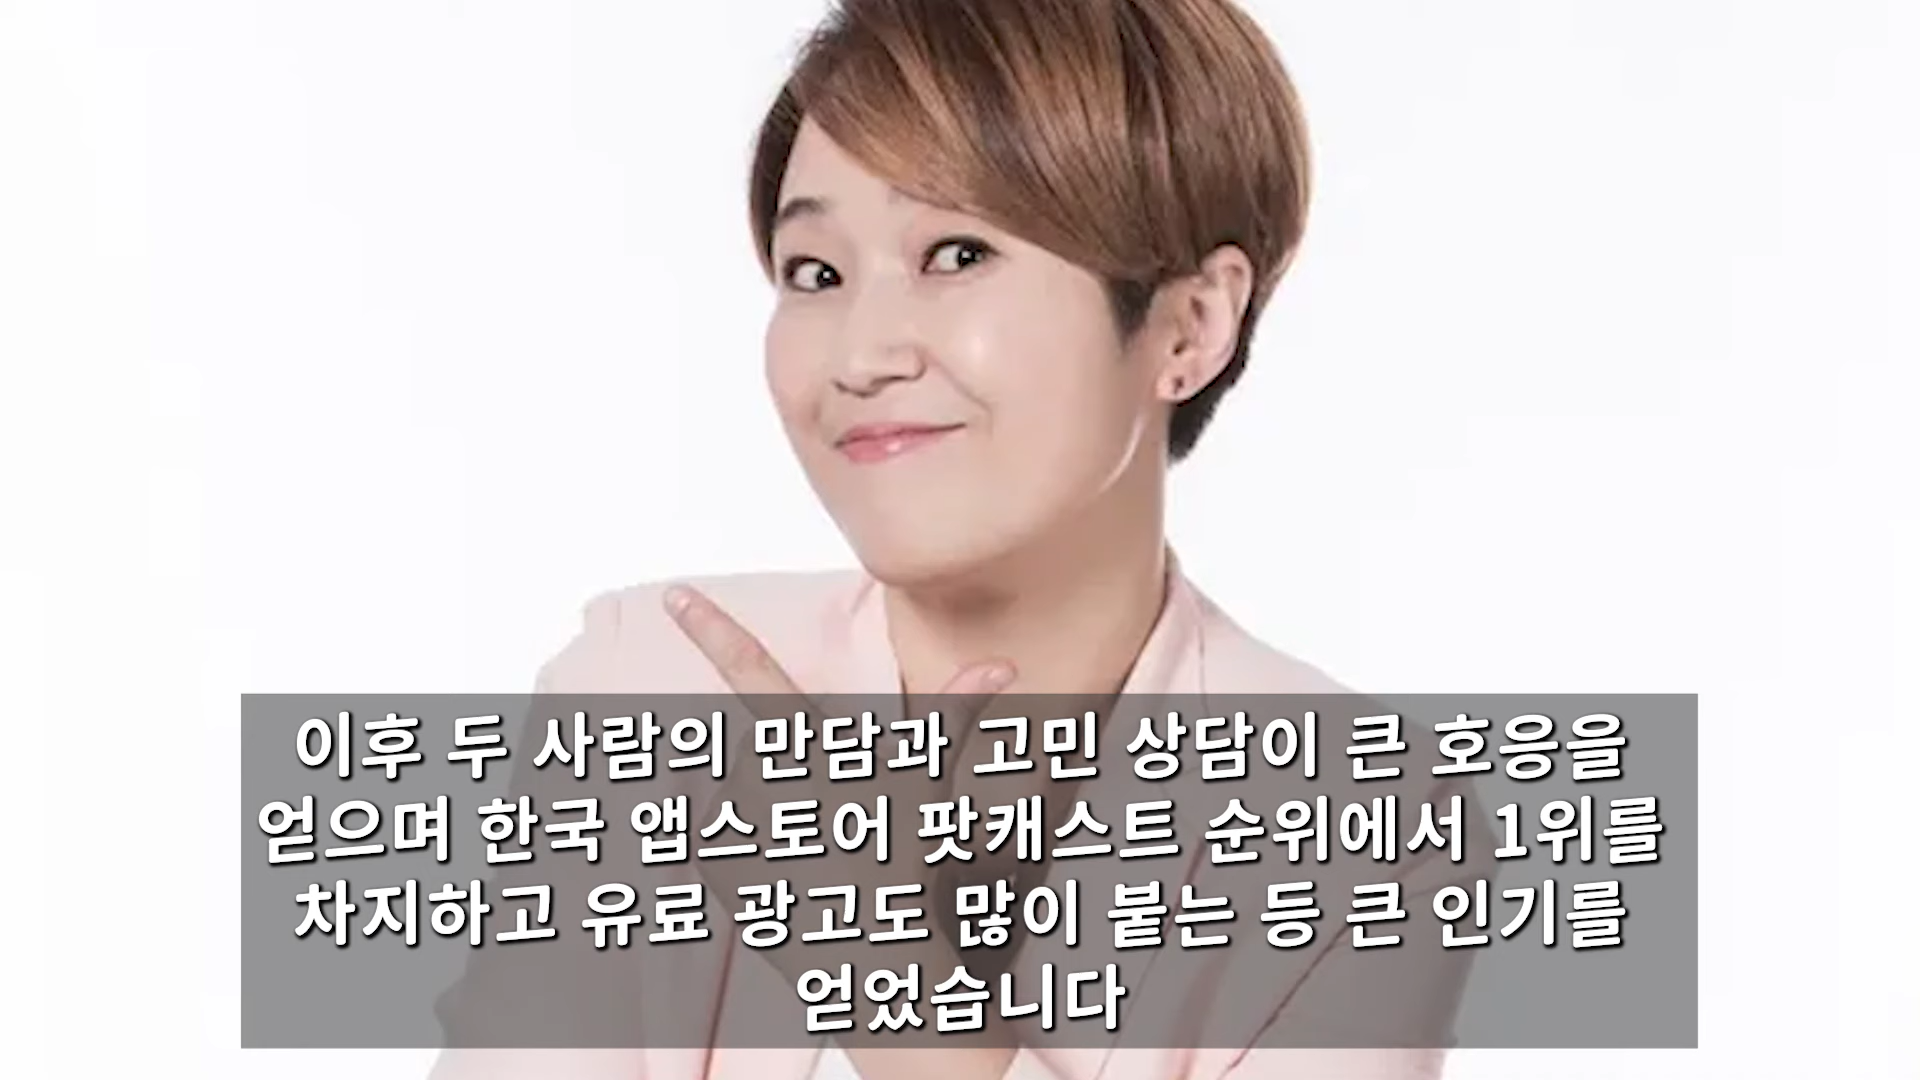 이후 두 사람의 만담과 고민 상담이 큰 호응을
얻으며 한국 앱스토어 팟캐스트 순위에서 1위를
차지하고 유료 광고도 많이 붙는 등 큰 인기를
얻었습니다